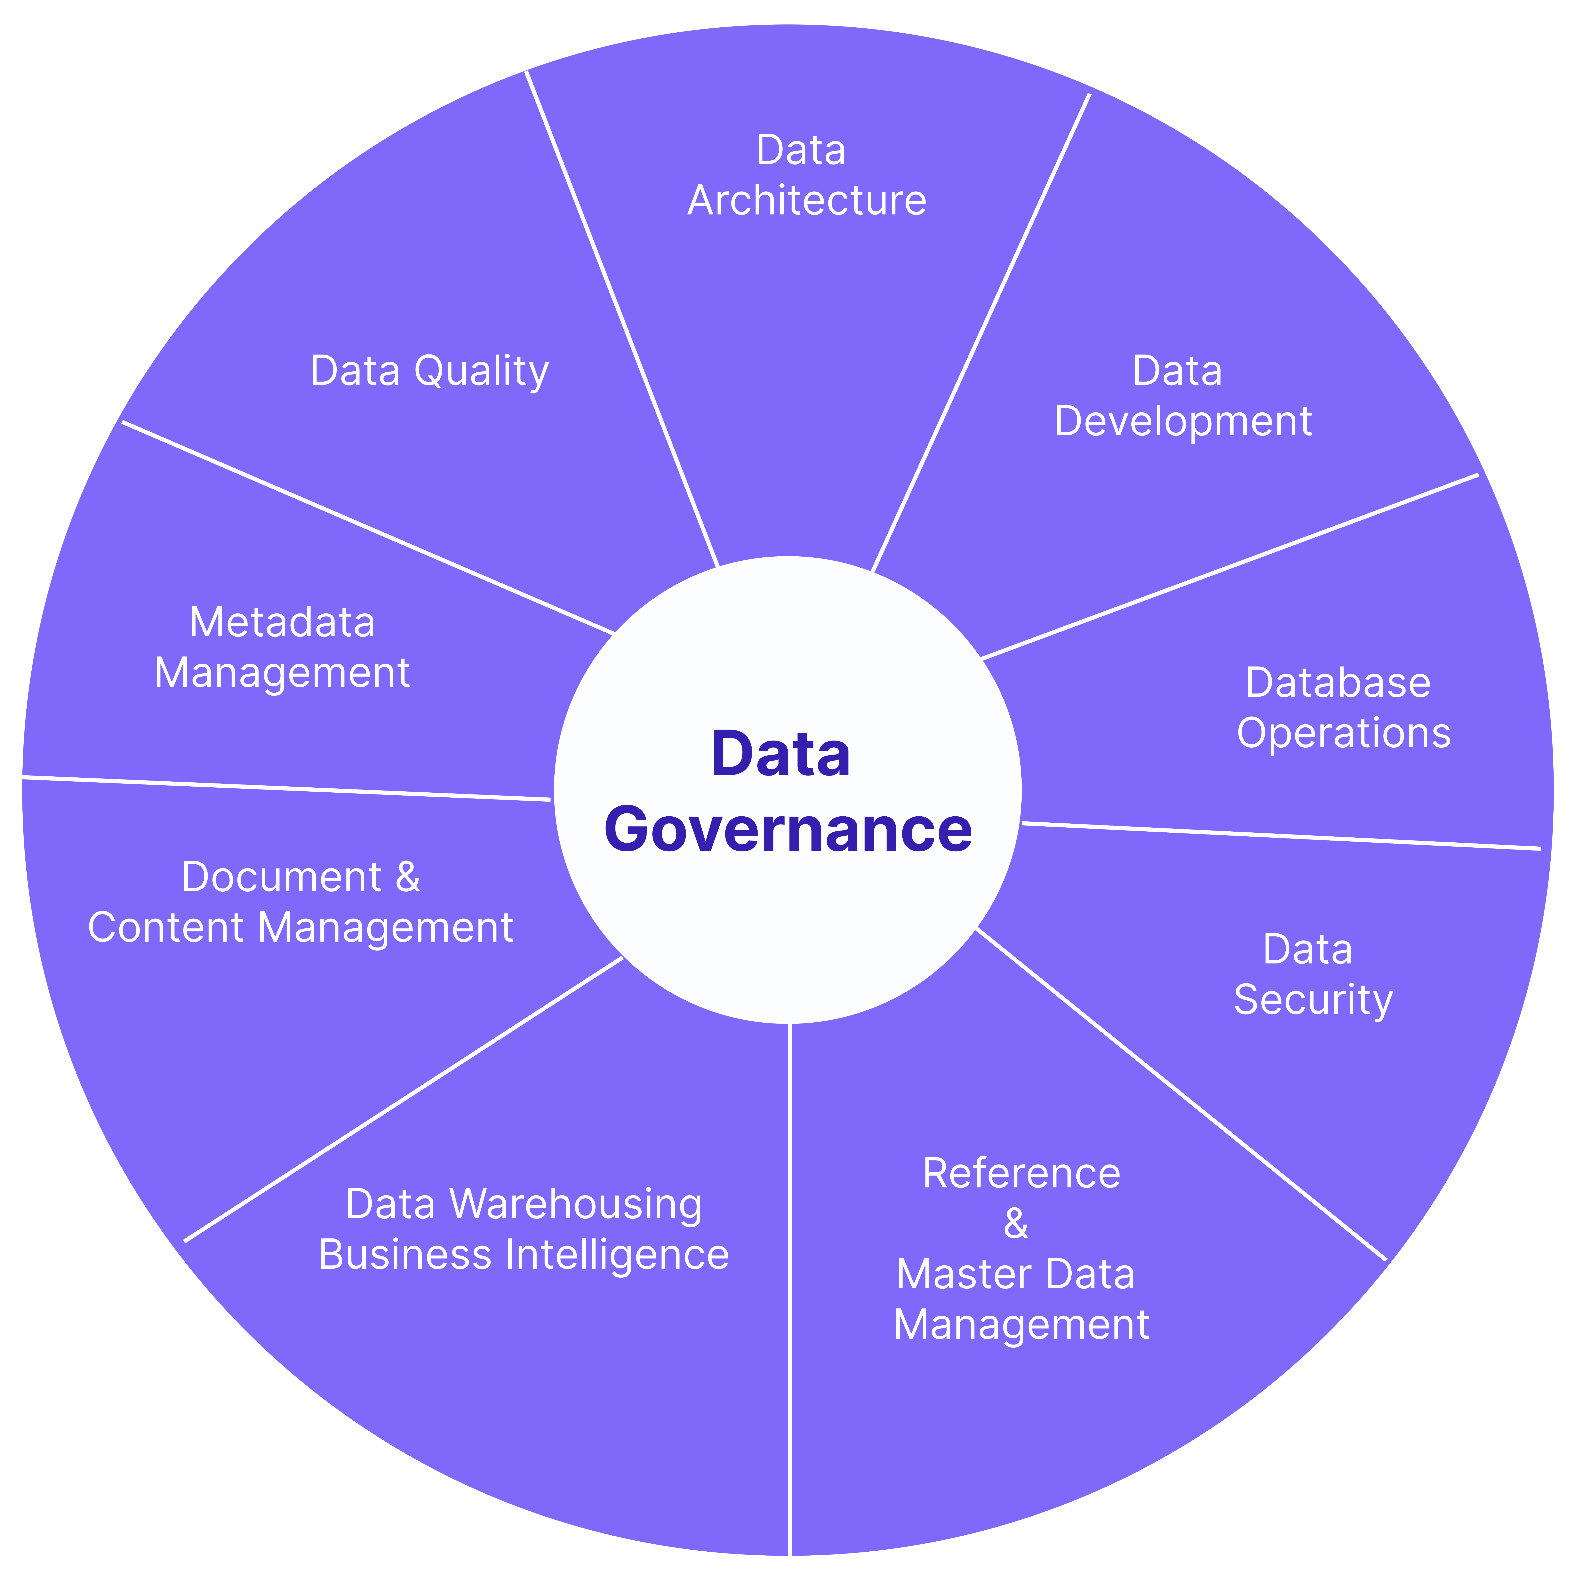 Data
Architecture
Data
Development
Database
Operations
Data
Security
Reference
&
Master Data
Management
Data Warehousing
Business Intelligence
Document &
Content Management
Metadata
Management
Data Quality
Data
Governance